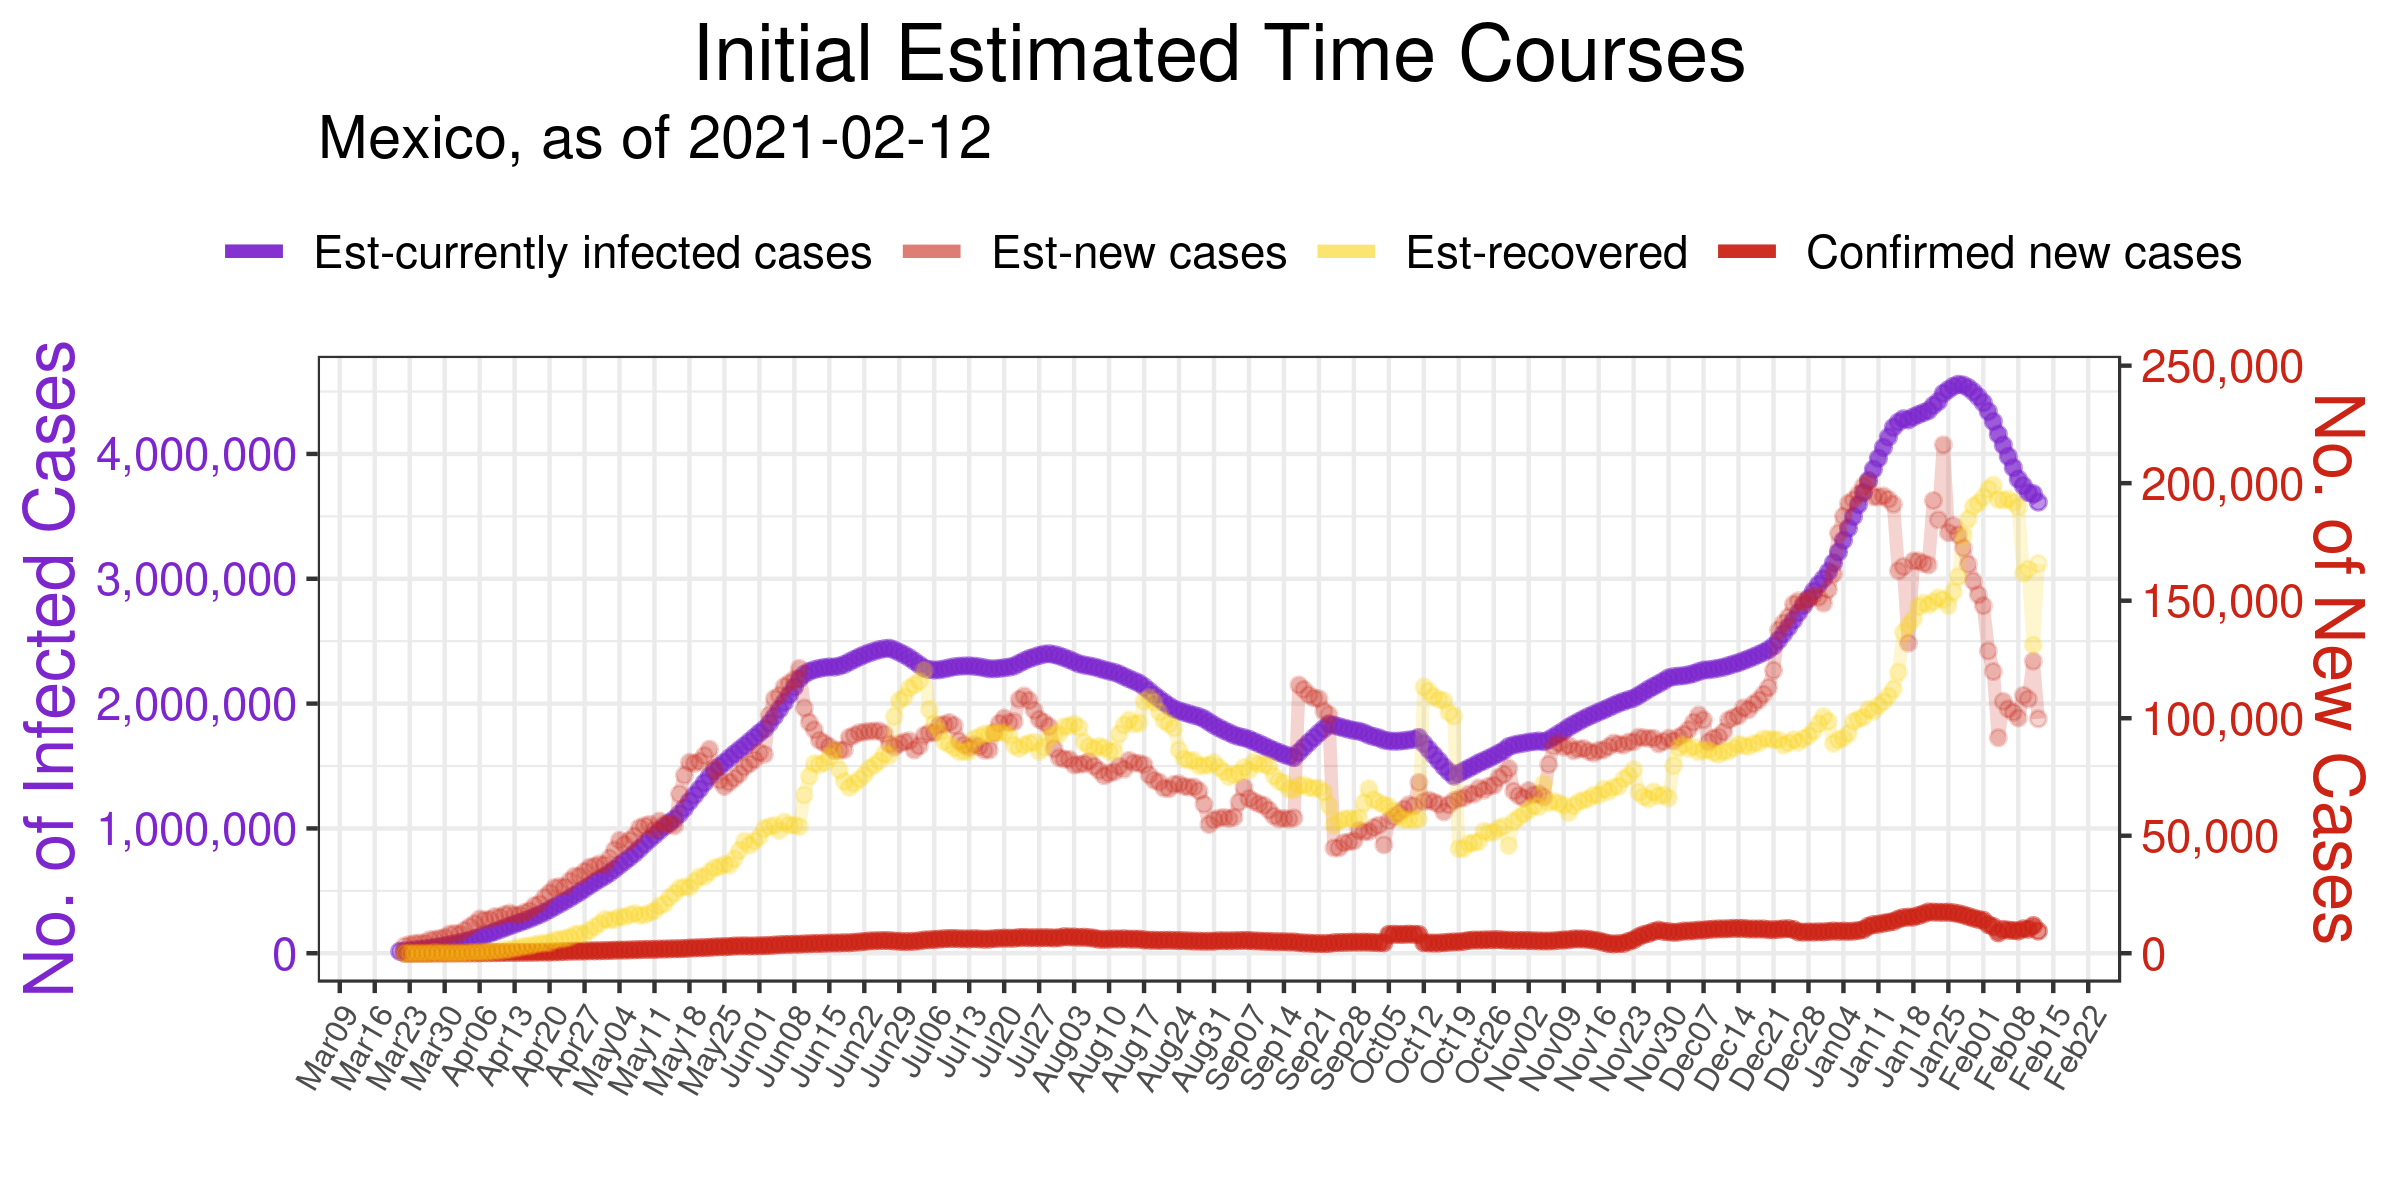 Initial Estimated Time Courses
Mexico, as of 2021-02-12
Est-currently infected cases Est-new cases Est-recovered Confirmed new cases
No. of Infected Cases
4,000,000
3,000,000
2,000,000
1,000,000
0
250,000
200,000
150,000
100,000
50,000
0
No. of New Cases
Mar09 Mar16 Mar23 Mar30 Apr06 Apr13 Apr20 Apr27 May04 May11 May18 May25 Jun01 Jun08 Jun15 Jun22 Jun29 Jul06 Jul13 Jul20 Jul27 Aug03 Aug10 Aug17 Aug24 Aug31 Sep07 Sep14 Sep21 Sep28 Oct05 Oct12 Oct19 Oct26 Nov02 Nov09 Nov16 Nov23 Nov30 Dec07 Dec14 Dec21 Dec28 Jan04 Jan11 Jan18 Jan25 Feb01 Feb08 Feb15 Feb22